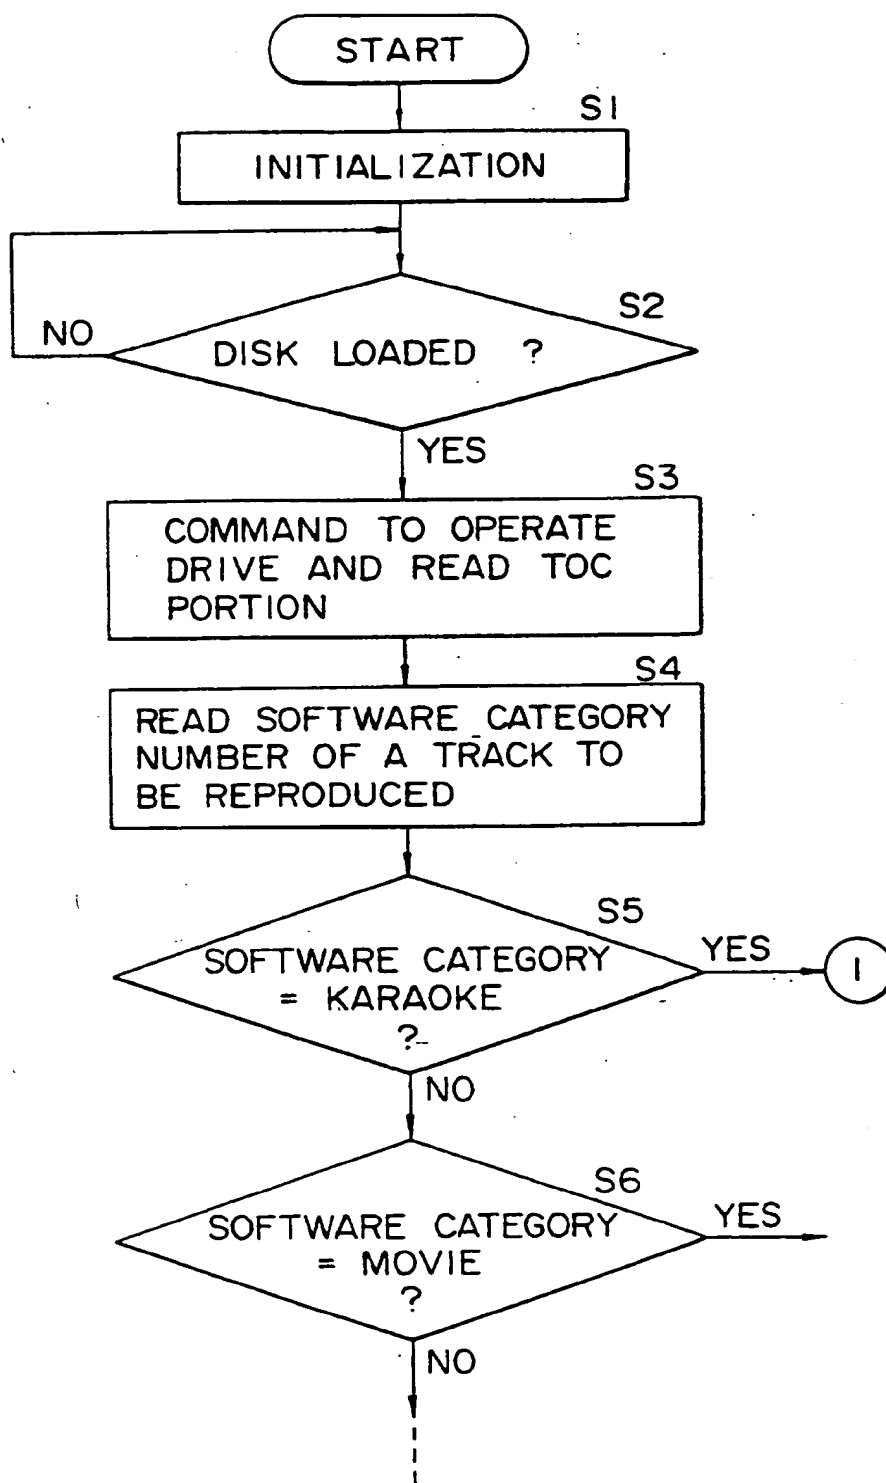 START
S1
INITIALIZATION
S2
NO
DISK LOADED ?
YES
S3
COMMAND TO OPERATE
DRIVE AND READ TOC
PORTION
S4
READ SOFTWARE CATEGORY
NUMBER OF A TRACK TO
BE REPRODUCED
S5
SOFTWARE CATEGORY
= KARAOKE
?
YES
1
NO
S6
SOFTWARE CATEGORY
= MOVIE
?
YES
NO